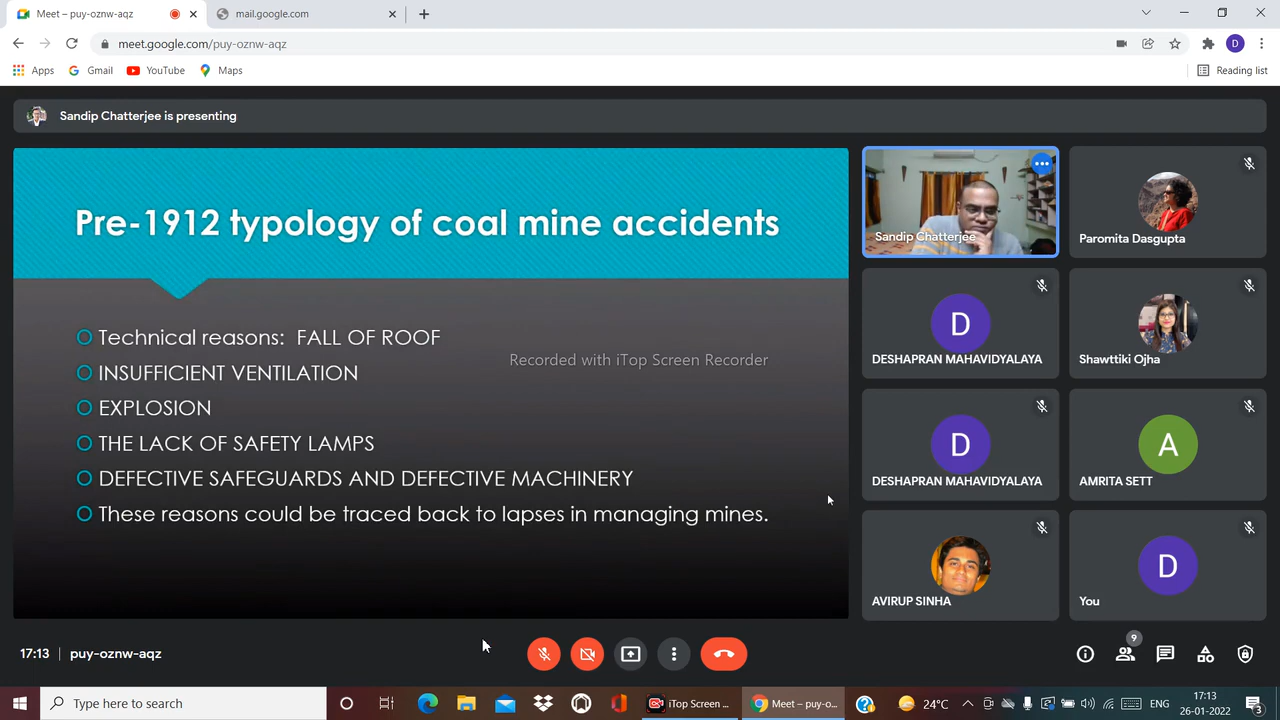 Meet – puy-oznw-aqz
mail.google.com
meet.google.com/puy-oznw-aqz
Apps
Gmail
YouTube
Maps
D
Reading list
Sandip Chatterjee is presenting
Pre-1912 typology of coal mine accidents
Technical reasons: FALL OF ROOF
INSUFFICIENT VENTILATION
EXPLOSION
THE LACK OF SAFETY LAMPS
DEFECTIVE SAFEGUARDS AND DEFECTIVE MACHINERY
These reasons could be traced back to lapses in managing mines.
Recorded with iTop Screen Recorder
Sandip Chatterjee
Paromita Dasgupta
D
DESHAPRAN MAHAVIDYALAYA
Shawttiki Ojha
D
DESHAPRAN MAHAVIDYALAYA
A
AMRITA SETT
AVIRUP SINHA
D
You
17:13
puy-oznw-aqz
9
Type here to search
iTop Screen ...
Meet – puy-o...
24°C
ENG
17:13
26-01-2022
3